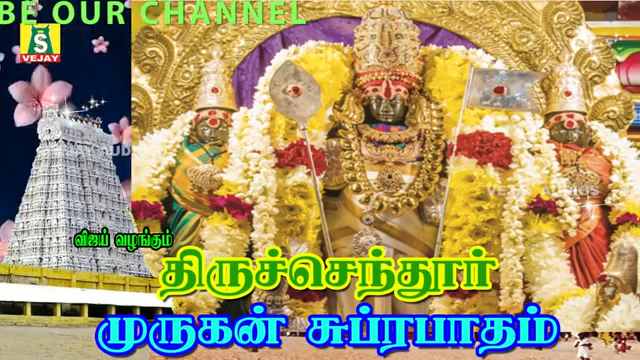 BE OUR CHANNEL
S
VEJAY
விஜய் வழங்கும்
திருச்செந்தூர்
முருகன் சுப்ரபாதம்